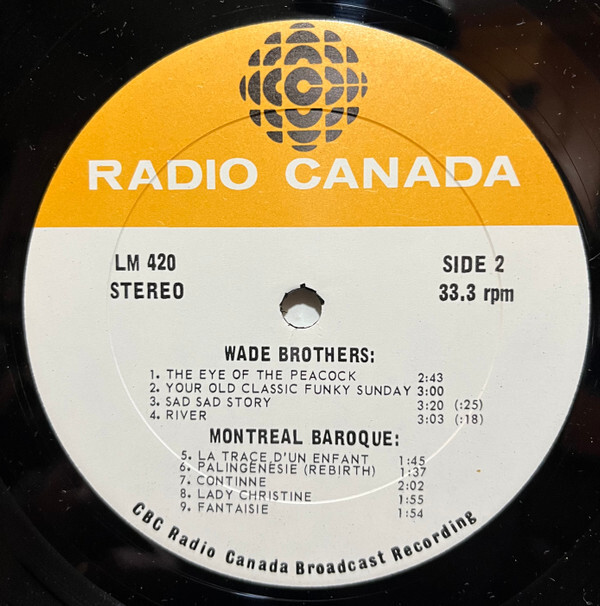 RADIO CANADA
LM 420
STEREO
SIDE 2
33.3 rpm
WADE BROTHERS:
1. THE EYE OF THE PEACOCK 2:43
2. YOUR OLD CLASSIC FUNKY SUNDAY 3:00
3. SAD SAD STORY 3:20 (:25)
4. RIVER 3:03 (:18)
MONTREAL BAROQUE:
5. LA TRACE D'UN ENFANT 1:45
6. PALINGÉNÉSIE (REBIRTH) 1:37
7. CONTINNE 2:02
8. LADY CHRISTINE 1:55
9. FANTAISIE 1:54
CBC Radio Canada Broadcast Recording